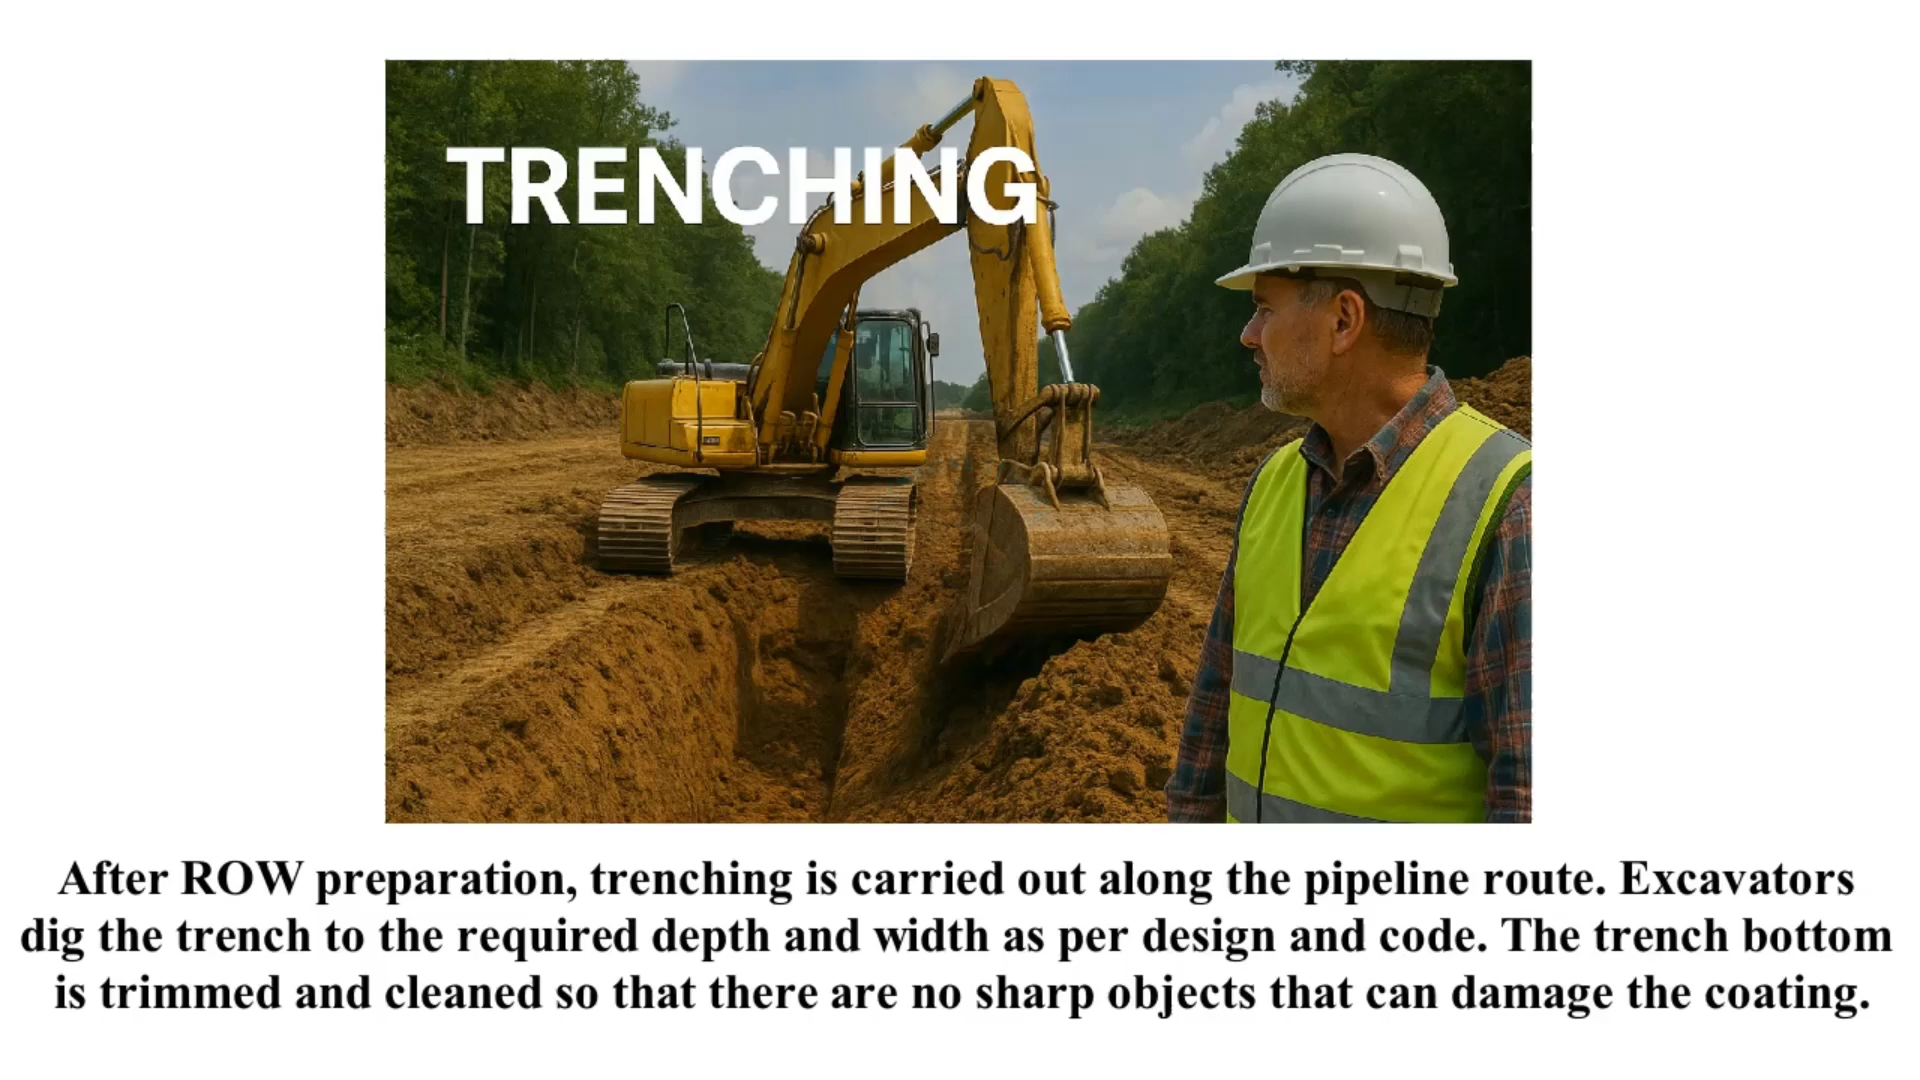 TRENCHING
After ROW preparation, trenching is carried out along the pipeline route. Excavators
dig the trench to the required depth and width as per design and code. The trench bottom
is trimmed and cleaned so that there are no sharp objects that can damage the coating.